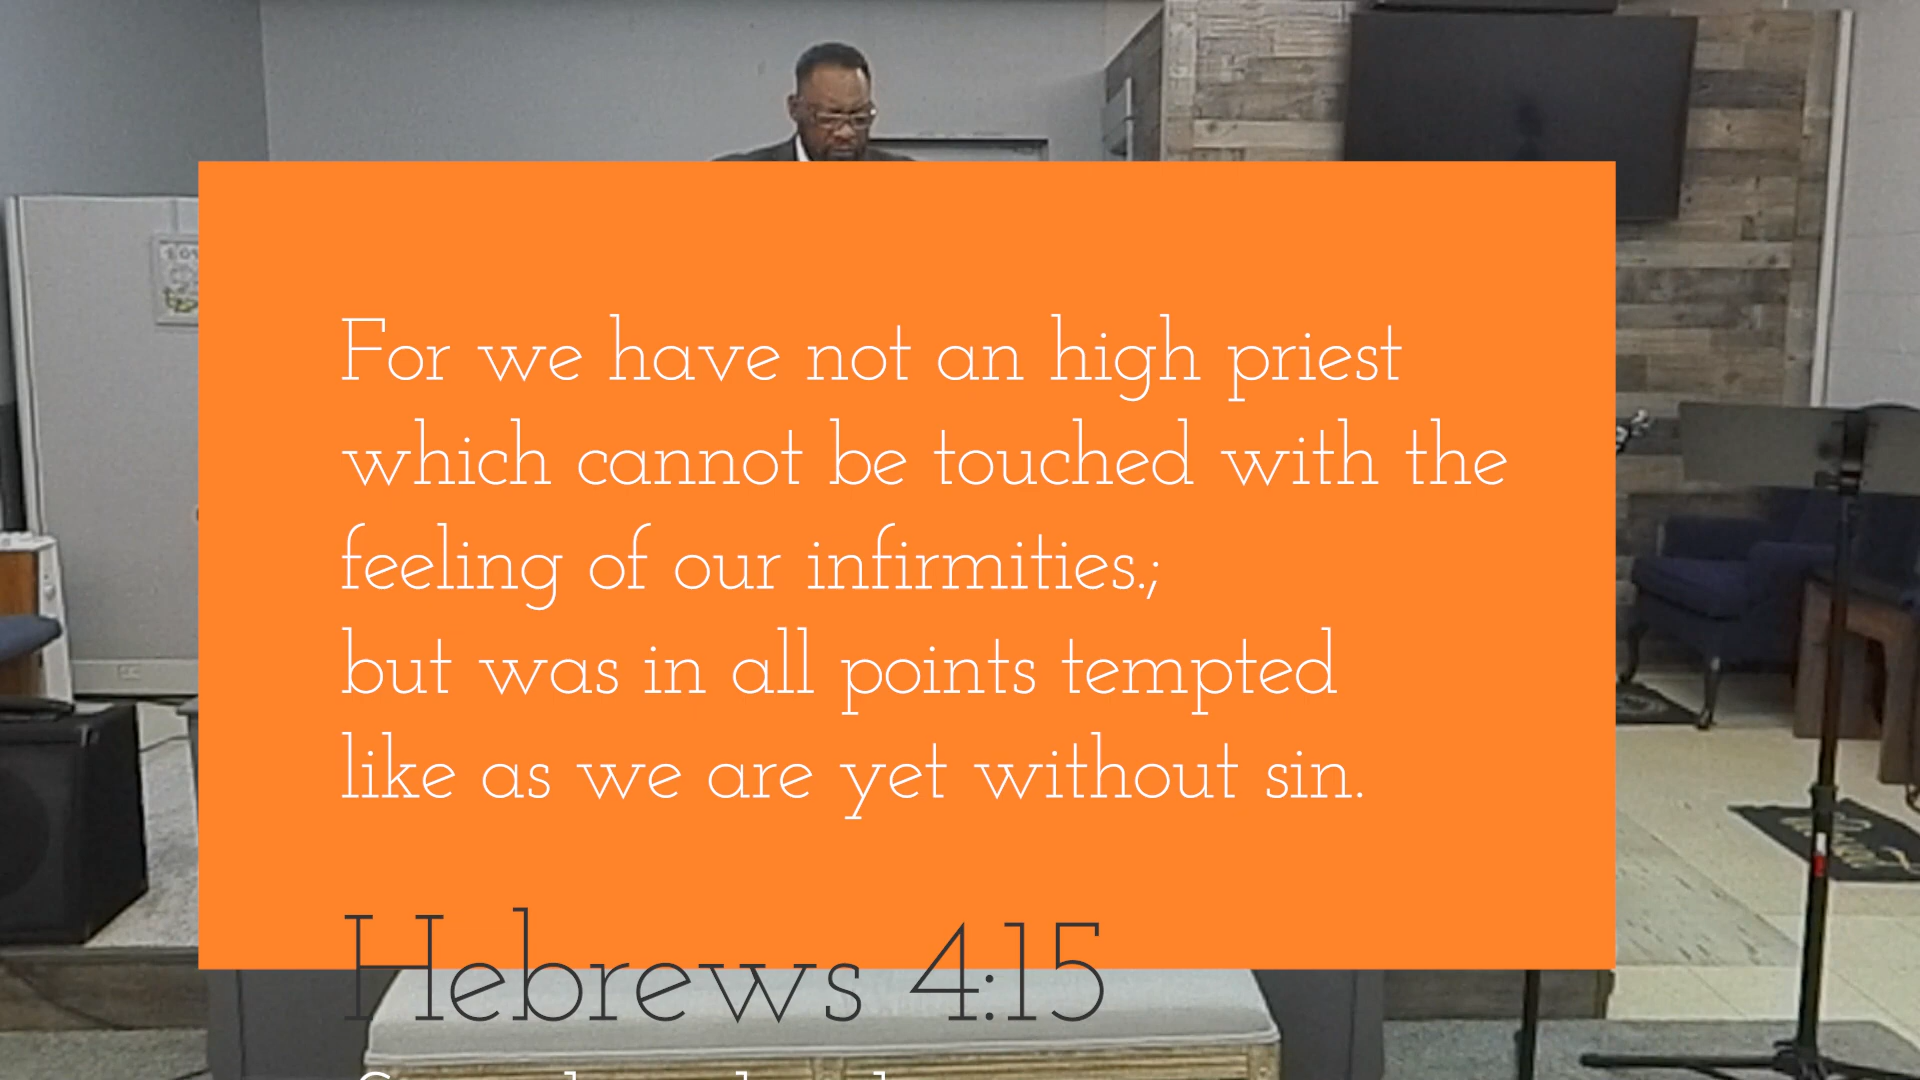 For we have not an high priest
which cannot be touched with the
feeling of our infirmities.;
but was in all points tempted
like as we are yet without sin.
Hebrews 4:15